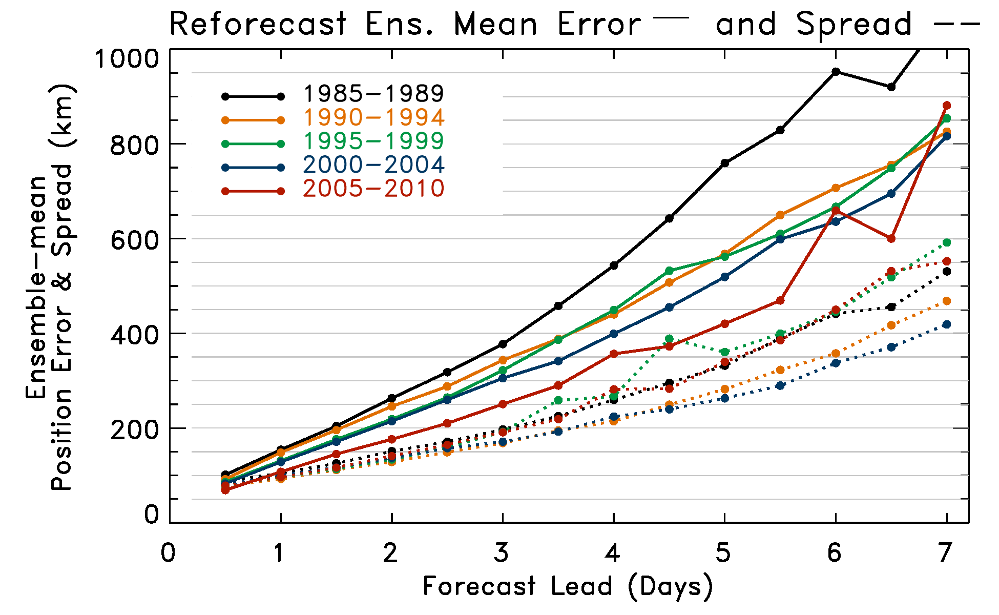 Reforecast Ens. Mean Error — and Spread --
1000
800
600
400
200
0
Ensemble-mean
Position Error & Spread (km)
1985-1989
1990-1994
1995-1999
2000-2004
2005-2010
0 1 2 3 4 5 6 7
Forecast Lead (Days)